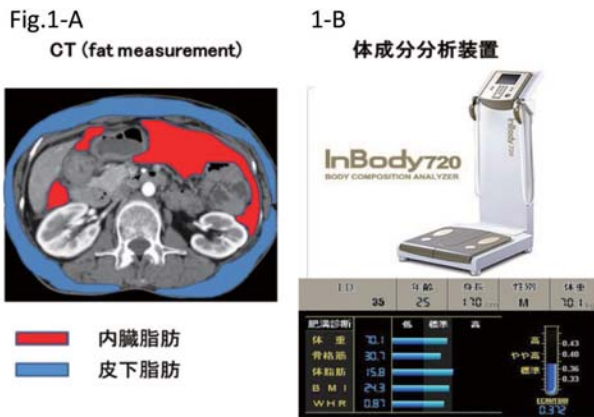 Fig.1-A
CT (fat measurement)
内臓脂肪
皮下脂肪
1-B
体成分分析装置
InBody720
BODY COMPOSITION ANALYZER
I.D 年齢 身長 性別 体重
35 25 170cm M 70.1kg
肥満診断 低 標準 高
体重 70.1
骨格筋 30.7
体脂肪 15.8
BMI 24.3
WHR 0.87
高 0.43
やや高 0.40
標準 0.36
0.33
0.372